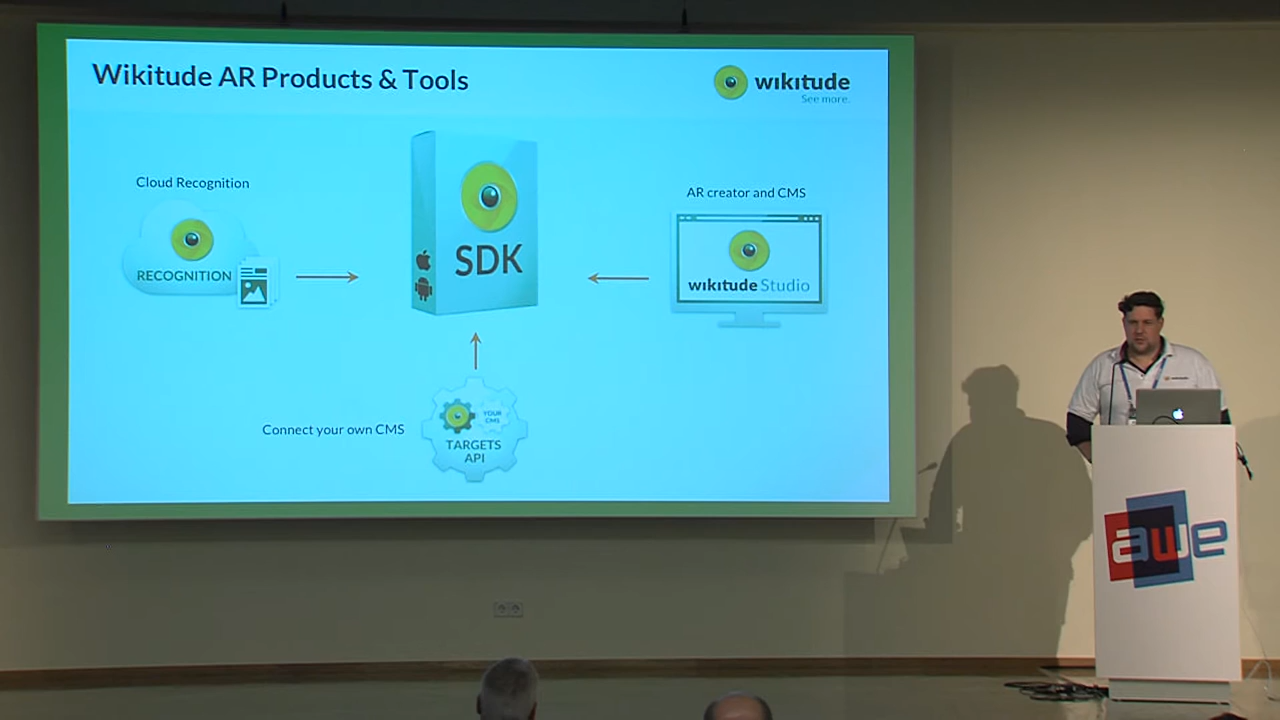 Wikitude AR Products & Tools
wikitude
See more.
Cloud Recognition
RECOGNITION
SDK
AR creator and CMS
wikitude Studio
Connect your own CMS
YOUR
CMS
TARGETS
API
awe